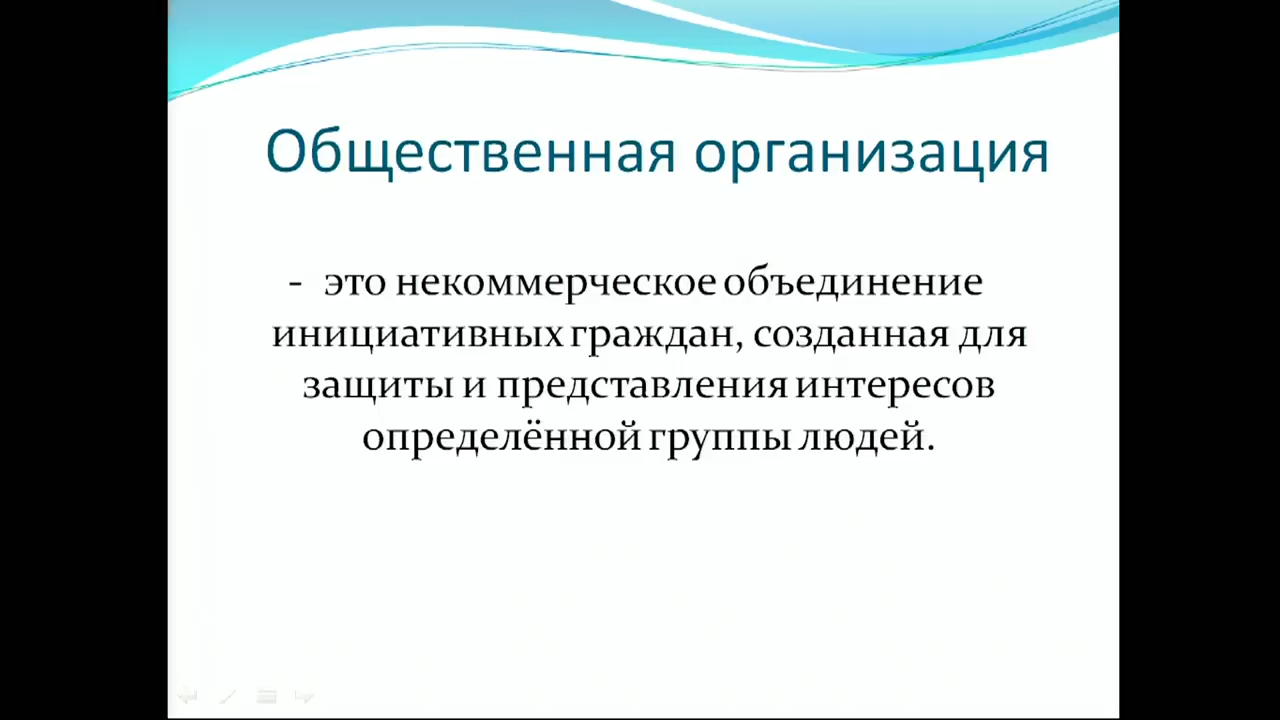 Общественная организация
- это некоммерческое объединение
инициативных граждан, созданная для
защиты и представления интересов
определённой группы людей.